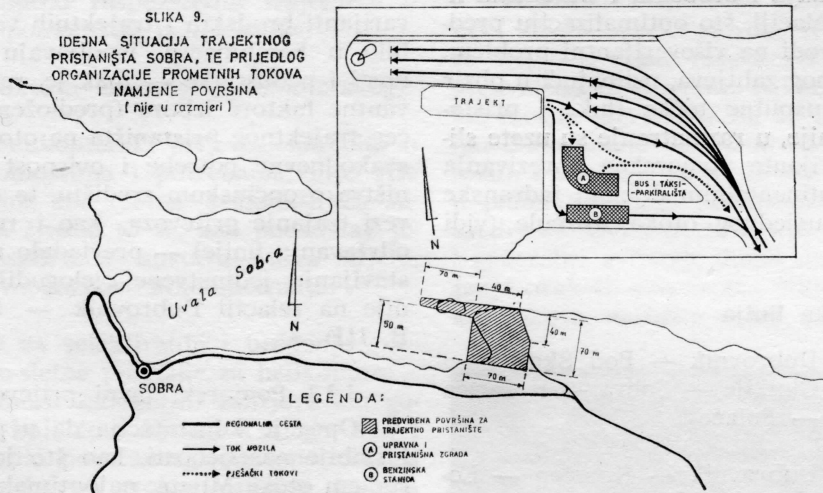 SLIKA 9.
IDEJNA SITUACIJA TRAJEKTNOG
PRISTANIŠTA SOBRA, TE PRIJEDLOG
ORGANIZACIJE PROMETNIH TOKOVA
I NAMJENE POVRŠINA
( nije u razmjeri )
TRAJEKT
A
BUS I TAKSI-
PARKIRALIŠTA
B
N
Uvala Sobra
N
70 m
40 m
50 m
40 m
70 m
70 m
SOBRA
LEGENDA:
REGIONALNA CESTA
TOK VOZILA
PJEŠAČKI TOKOVI
PREDVIĐENA POVRŠINA ZA
TRAJEKTNO PRISTANIŠTE
A UPRAVNA I
PRISTANIŠNA ZGRADA
B BENZINSKA
STANICA